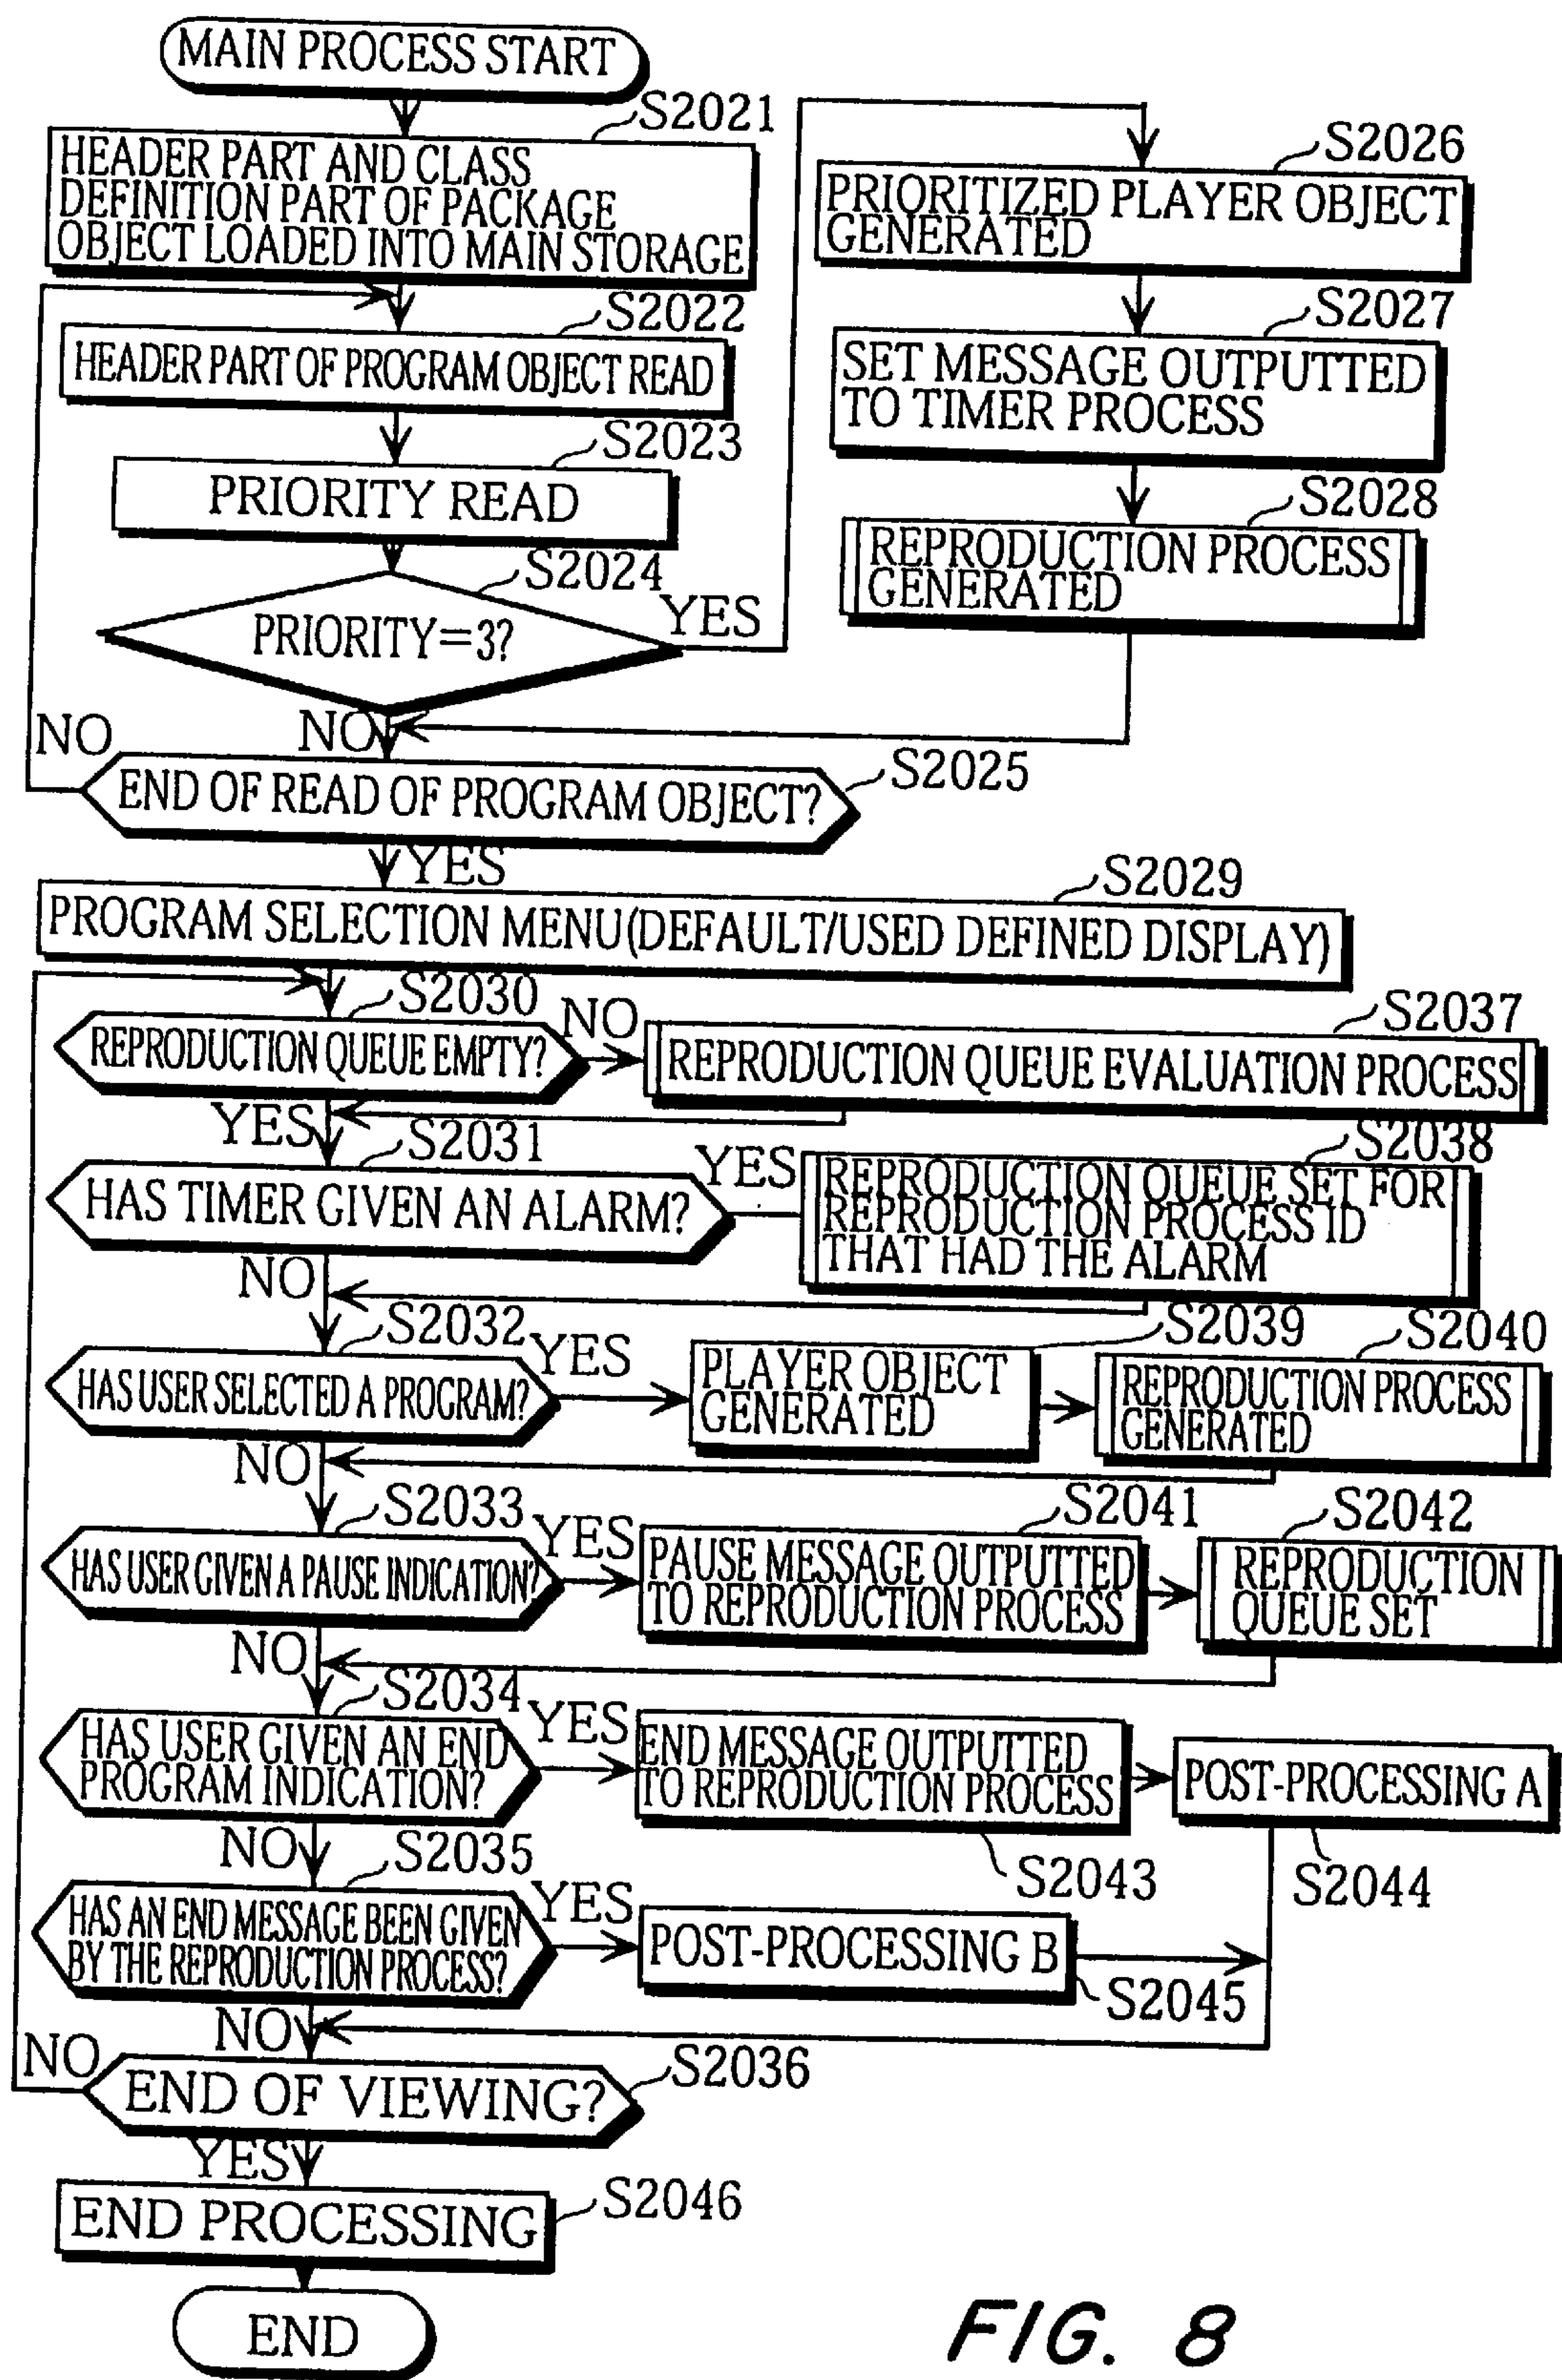 MAIN PROCESS START
S2021
HEADER PART AND CLASS
DEFINITION PART OF PACKAGE
OBJECT LOADED INTO MAIN STORAGE
S2022
HEADER PART OF PROGRAM OBJECT READ
S2023
PRIORITY READ
S2024
PRIORITY=3?
YES
NO
S2026
PRIORITIZED PLAYER OBJECT
GENERATED
S2027
SET MESSAGE OUTPUTTED
TO TIMER PROCESS
S2028
REPRODUCTION PROCESS
GENERATED
NO
S2025
END OF READ OF PROGRAM OBJECT?
YES
S2029
PROGRAM SELECTION MENU(DEFAULT/USED DEFINED DISPLAY)
S2030
REPRODUCTION QUEUE EMPTY?
NO
S2037
REPRODUCTION QUEUE EVALUATION PROCESS
YES
S2031
HAS TIMER GIVEN AN ALARM?
YES
S2038
REPRODUCTION QUEUE SET FOR
REPRODUCTION PROCESS ID
THAT HAD THE ALARM
NO
S2032
HAS USER SELECTED A PROGRAM?
YES
S2039
PLAYER OBJECT
GENERATED
S2040
REPRODUCTION PROCESS
GENERATED
NO
S2033
HAS USER GIVEN A PAUSE INDICATION?
YES
S2041
PAUSE MESSAGE OUTPUTTED
TO REPRODUCTION PROCESS
S2042
REPRODUCTION
QUEUE SET
NO
S2034
HAS USER GIVEN AN END
PROGRAM INDICATION?
YES
END MESSAGE OUTPUTTED
TO REPRODUCTION PROCESS
S2043
POST-PROCESSING A
S2044
NO
S2035
HAS AN END MESSAGE BEEN GIVEN
BY THE REPRODUCTION PROCESS?
YES
POST-PROCESSING B
S2045
NO
NO
S2036
END OF VIEWING?
YES
END PROCESSING
S2046
END
FIG. 8